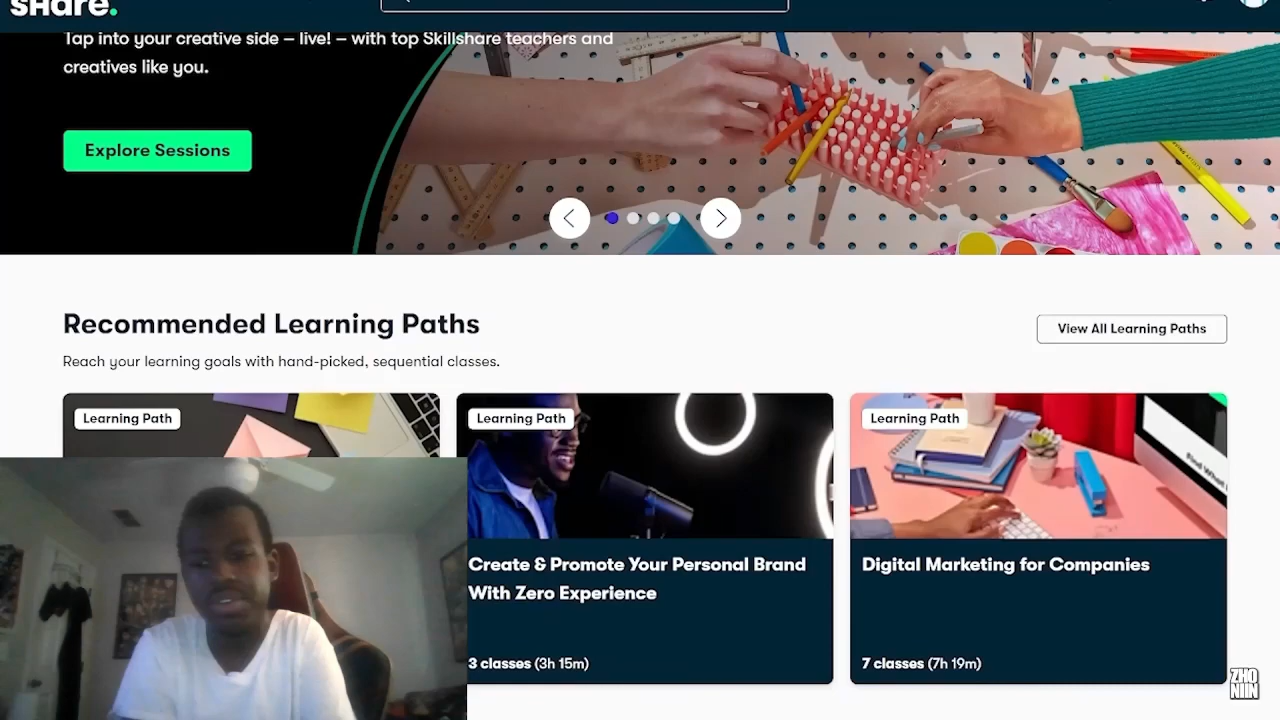 sHare.
Tap into your creative side – live! – with top Skillshare teachers and
creatives like you.
Explore Sessions
Recommended Learning Paths
View All Learning Paths
Reach your learning goals with hand-picked, sequential classes.
Learning Path
Learning Path
Learning Path
Find What
Create & Promote Your Personal Brand
With Zero Experience
Digital Marketing for Companies
3 classes (3h 15m)
7 classes (7h 19m)
ZHO
NIIN